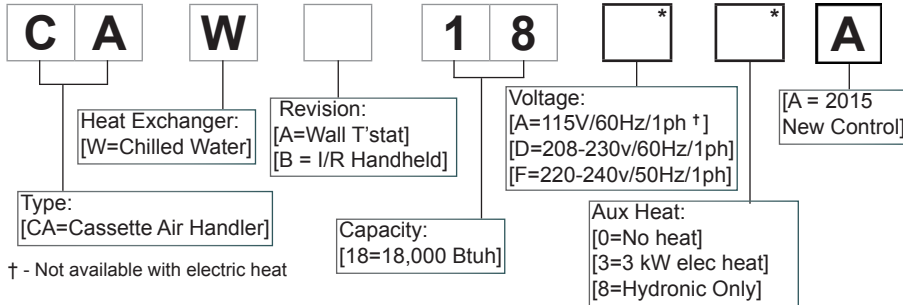 C A W 1 8 * * A
Heat Exchanger:
[W=Chilled Water]
Revision:
[A=Wall T'stat]
[B = I/R Handheld]
Voltage:
[A=115V/60Hz/1ph †]
[D=208-230v/60Hz/1ph]
[F=220-240v/50Hz/1ph]
[A = 2015
New Control]
Type:
[CA=Cassette Air Handler]
Capacity:
[18=18,000 Btuh]
Aux Heat:
[0=No heat]
[3=3 kW elec heat]
[8=Hydronic Only]
† - Not available with electric heat